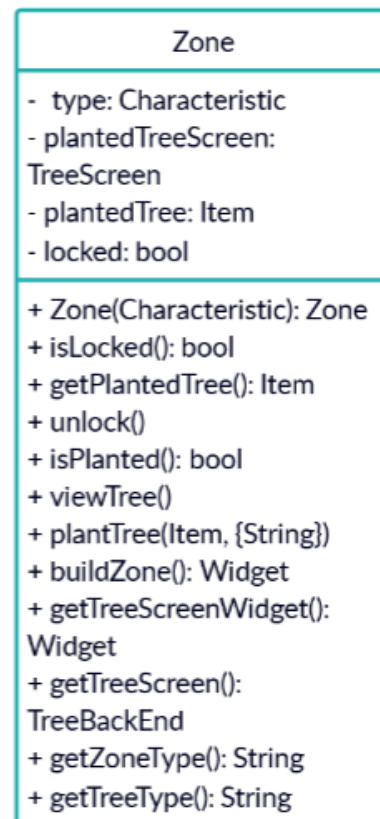 Zone
- type: Characteristic
- plantedTreeScreen:
TreeScreen
- plantedTree: Item
- locked: bool
+ Zone(Characteristic): Zone
+ isLocked(): bool
+ getPlantedTree(): Item
+ unlock()
+ isPlanted(): bool
+ viewTree()
+ plantTree(Item, {String})
+ buildZone(): Widget
+ getTreeScreenWidget():
Widget
+ getTreeScreen():
TreeBackEnd
+ getZoneType(): String
+ getTreeType(): String